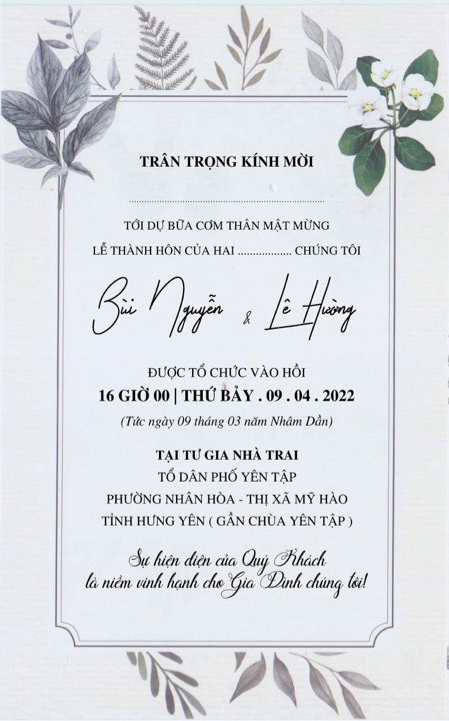 TRÂN TRỌNG KÍNH MỜI
..........................................................................
TỚI DỰ BỮA CƠM THÂN MẬT MỪNG
LỄ THÀNH HÔN CỦA HAI .................. CHÚNG TÔI
Bùi Nguyễn & Lê Hường
ĐƯỢC TỔ CHỨC VÀO HỒI
16 GIỜ 00 | THỨ BẢY . 09 . 04 . 2022
(Tức ngày 09 tháng 03 năm Nhâm Dần)
TẠI TƯ GIA NHÀ TRAI
TỔ DÂN PHỐ YÊN TẬP
PHƯỜNG NHÂN HÒA - THỊ XÃ MỸ HÀO
TỈNH HƯNG YÊN ( GẦN CHÙA YÊN TẬP )
Sự hiện diện của Quý Khách
là niềm vinh hạnh cho Gia Đình chúng tôi!